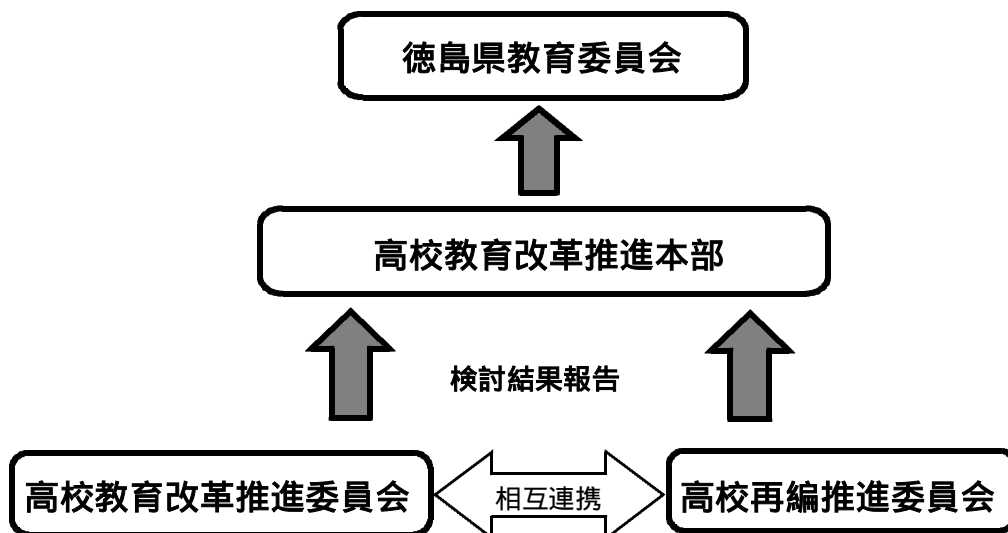 徳島県教育委員会
高校教育改革推進本部
検討結果報告
高校教育改革推進委員会
相互連携
高校再編推進委員会